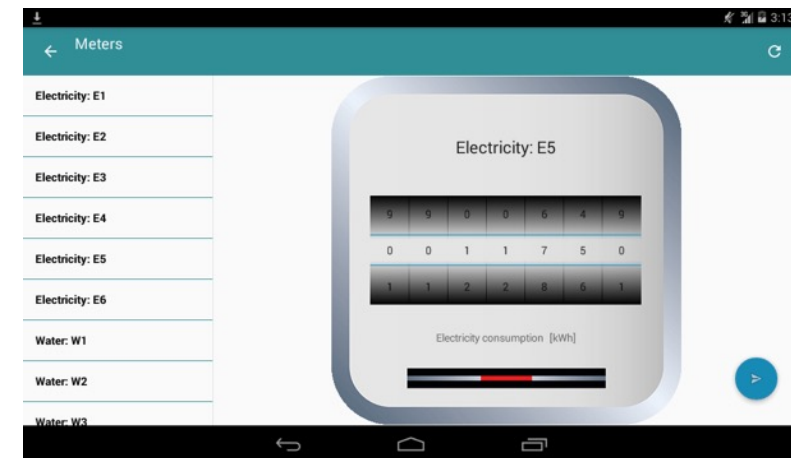 3:13
Meters
Electricity: E1
Electricity: E2
Electricity: E3
Electricity: E4
Electricity: E5
Electricity: E6
Water: W1
Water: W2
Water: W3
Electricity: E5
9 9 0 0 6 4 9
0 0 1 1 7 5 0
1 1 2 2 8 6 1
Electricity consumption [kWh]